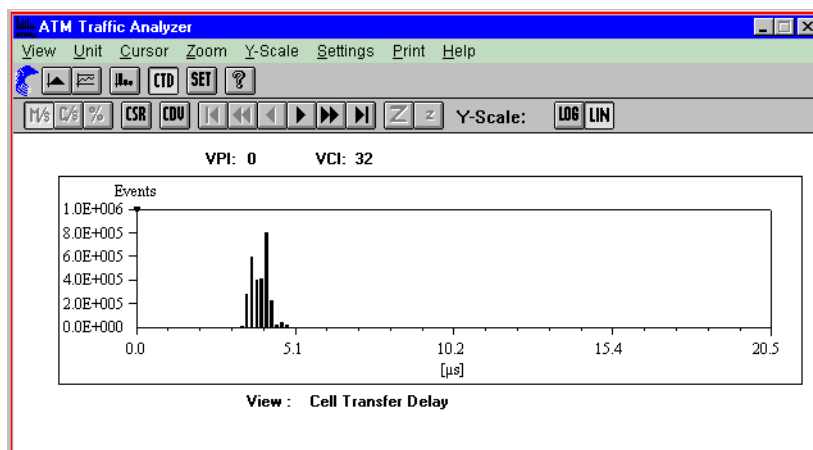 ATM Traffic Analyzer
View Unit Cursor Zoom Y-Scale Settings Print Help
CTD SET ?
M/s C/s % CSR CDV Z z Y-Scale: LOG LIN
VPI: 0 VCI: 32
Events
1.0E+006
8.0E+005
6.0E+005
4.0E+005
2.0E+005
0.0E+000
0.0 5.1 10.2 15.4 20.5
[µs]
View : Cell Transfer Delay